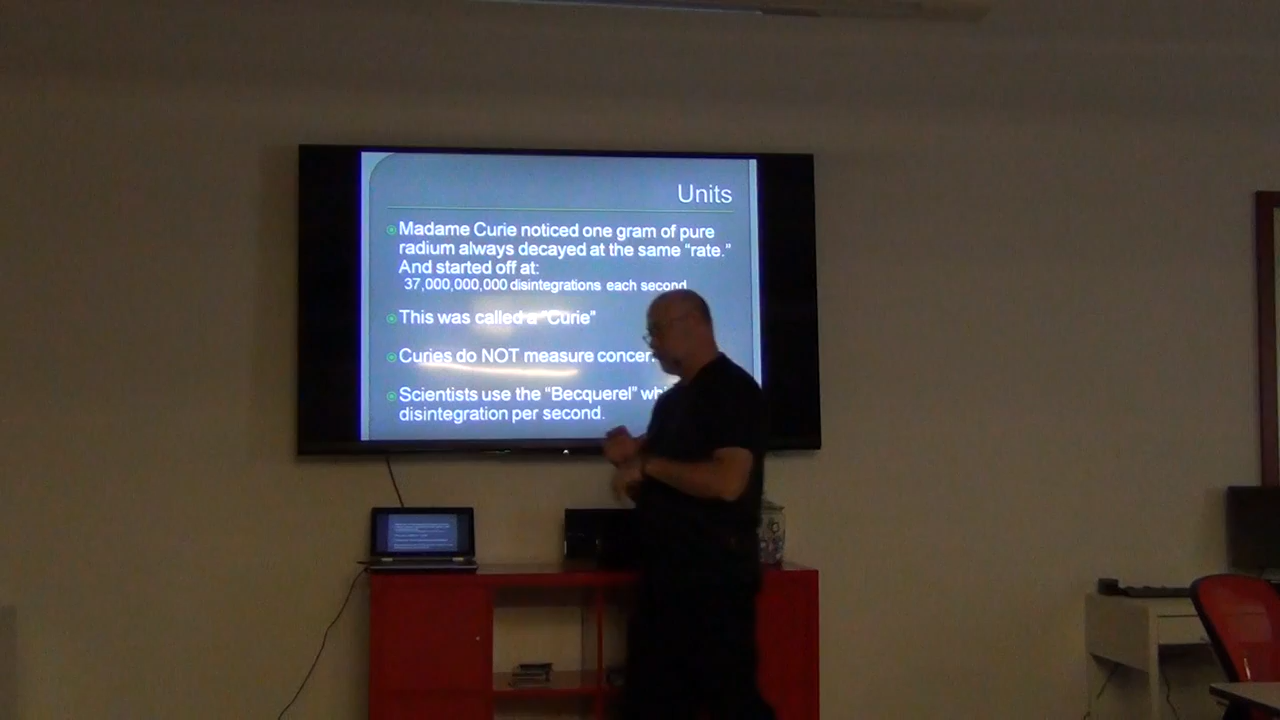 Units
Madame Curie noticed one gram of pure
radium always decayed at the same “rate.”
And started off at:
37,000,000,000 disintegrations each second
This was called a “Curie”
Curies do NOT measure
Scientists use the “Becquerel”
disintegration per second.